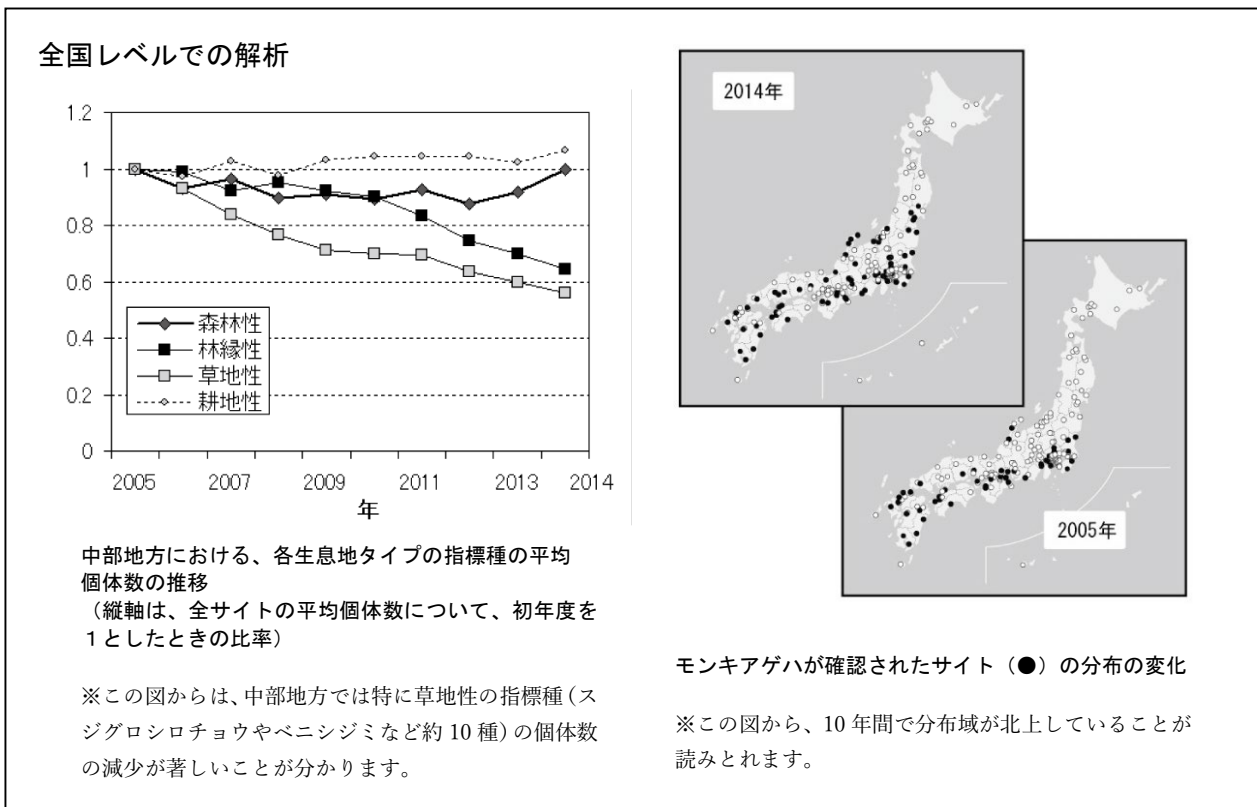 全国レベルでの解析
1.2
1
0.8
0.6
0.4
0.2
0
森林性
林縁性
草地性
耕地性
2005
2007
2009
2011
2013
2014
年
中部地方における、各生息地タイプの指標種の平均
個体数の推移
（縦軸は、全サイトの平均個体数について、初年度を
１としたときの比率）
※この図からは、中部地方では特に草地性の指標種（ス
ジグロシロチョウやベニシジミなど約 10 種）の個体数
の減少が著しいことが分かります。
2014年
2005年
モンキアゲハが確認されたサイト（●）の分布の変化
※この図から、10 年間で分布域が北上していることが
読みとれます。